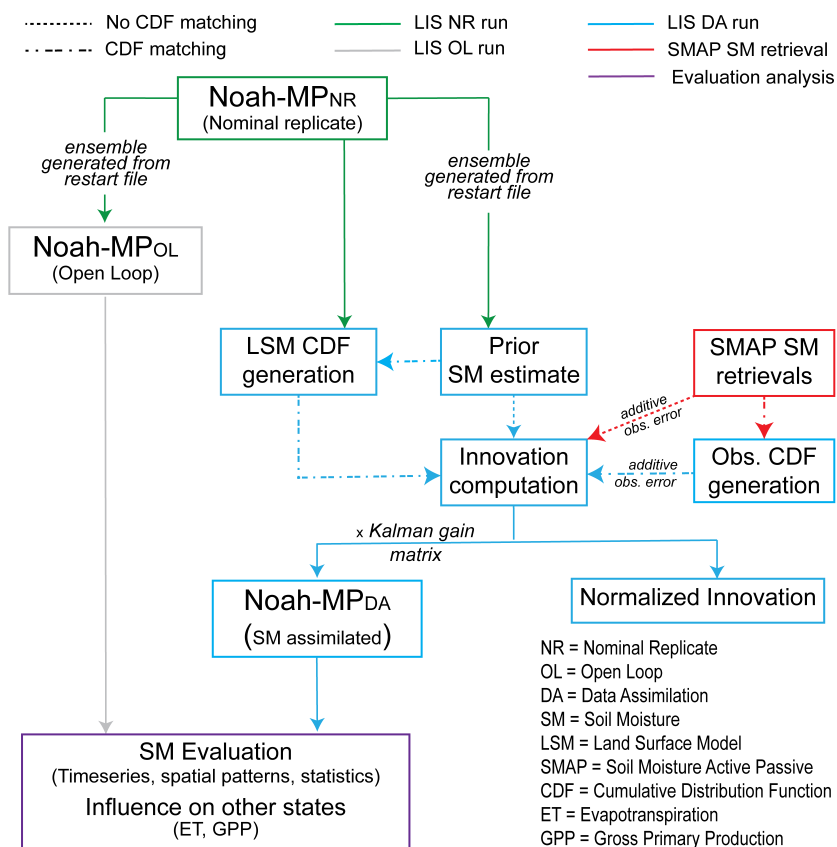 No CDF matching
CDF matching
LIS NR run
LIS OL run
LIS DA run
SMAP SM retrieval
Evaluation analysis
Noah-MPNR
(Nominal replicate)
ensemble
generated from
restart file
ensemble
generated from
restart file
Noah-MPOL
(Open Loop)
LSM CDF
generation
Prior
SM estimate
SMAP SM
retrievals
additive
obs. error
Innovation
computation
additive
obs. error
Obs. CDF
generation
x Kalman gain
matrix
Noah-MPDA
(SM assimilated)
Normalized Innovation
NR = Nominal Replicate
OL = Open Loop
DA = Data Assimilation
SM = Soil Moisture
LSM = Land Surface Model
SMAP = Soil Moisture Active Passive
CDF = Cumulative Distribution Function
ET = Evapotranspiration
GPP = Gross Primary Production
SM Evaluation
(Timeseries, spatial patterns, statistics)
Influence on other states
(ET, GPP)